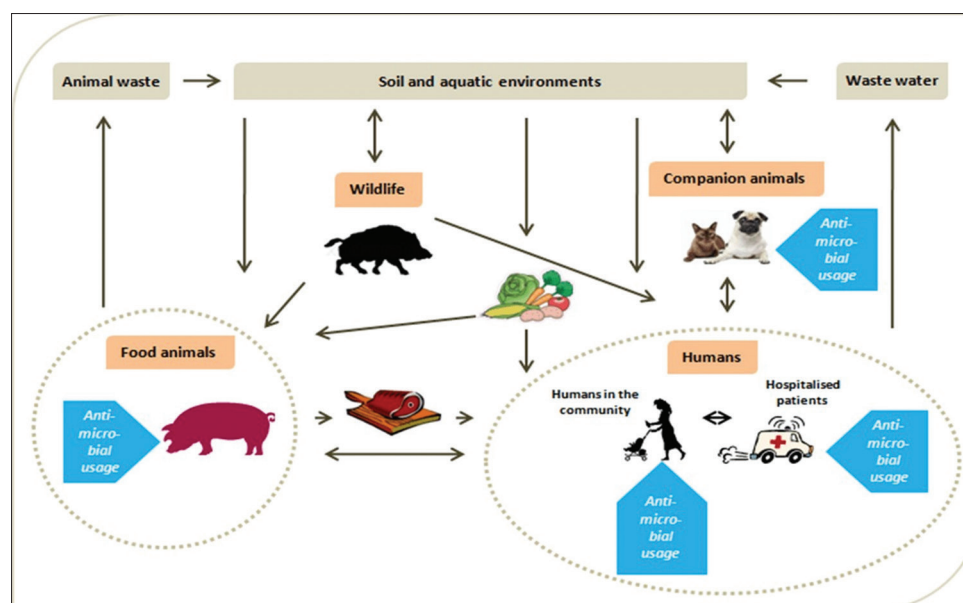 Animal waste
Soil and aquatic environments
Waste water
Wildlife
Companion animals
Anti-
micro-
bial
usage
Food animals
Humans
Humans in the
community
Hospitalised
patients
Anti-
micro-
bial
usage
Anti-
micro-
bial
usage
Anti-
micro-
bial
usage